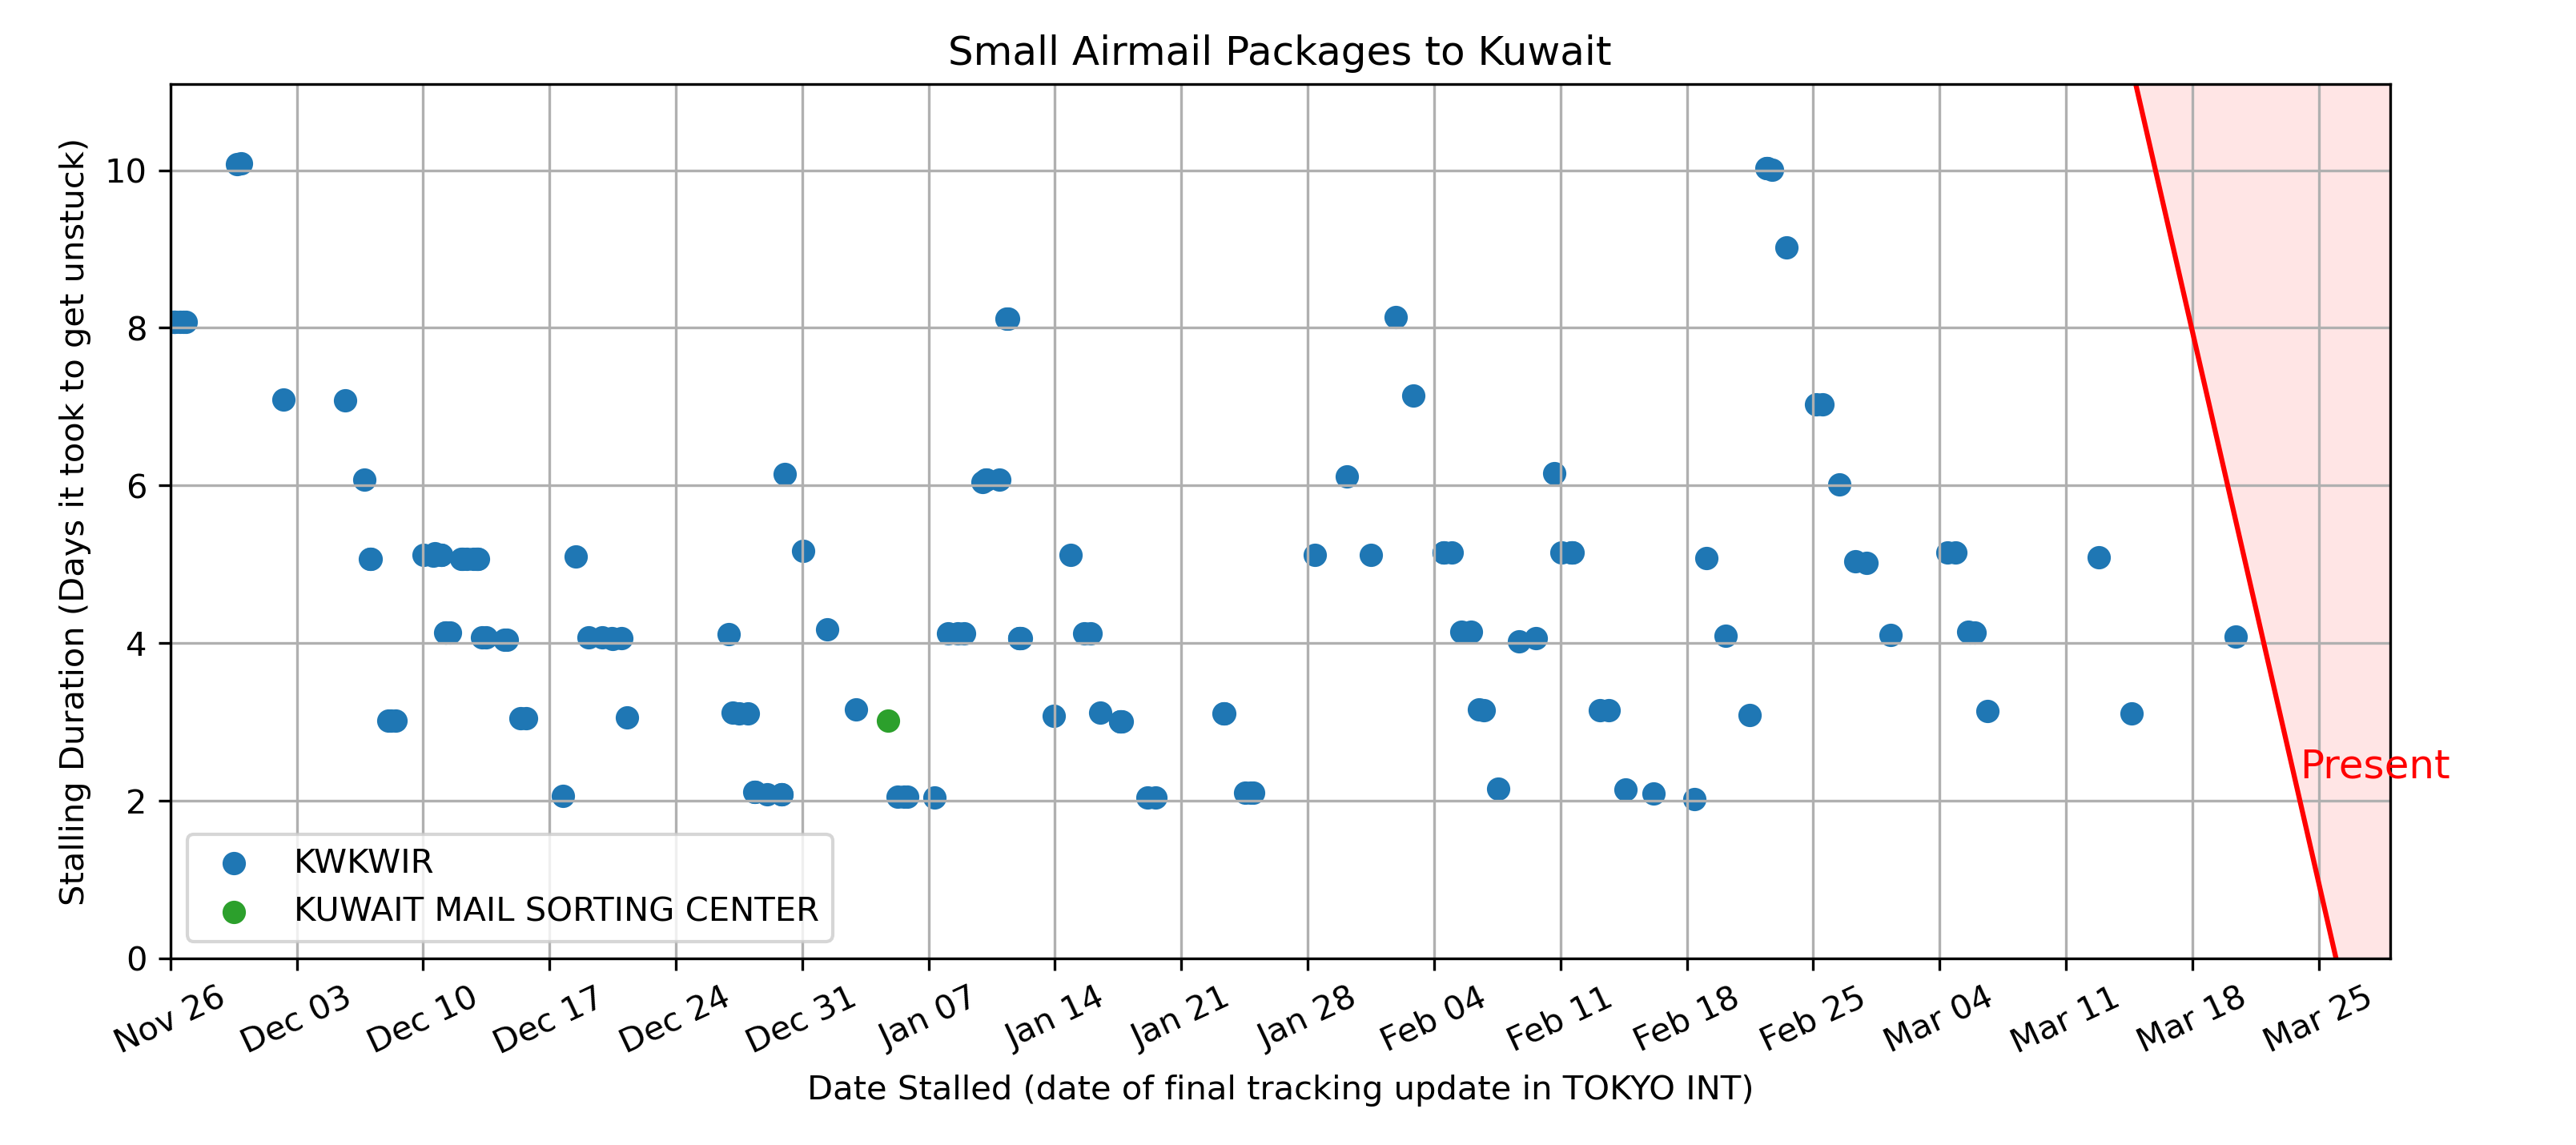 Small Airmail Packages to Kuwait
Stalling Duration (Days it took to get unstuck)
10
8
6
4
2
0
Present
KWKWIR
KUWAIT MAIL SORTING CENTER
Nov 26
Dec 03
Dec 10
Dec 17
Dec 24
Dec 31
Jan 07
Jan 14
Jan 21
Jan 28
Feb 04
Feb 11
Feb 18
Feb 25
Mar 04
Mar 11
Mar 18
Mar 25
Date Stalled (date of final tracking update in TOKYO INT)